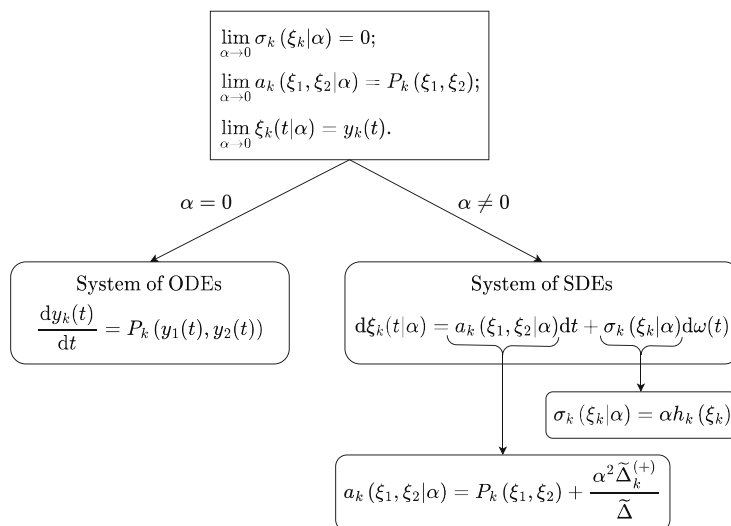 lim_{α→0} σ_k (ξ_k|α) = 0;
lim_{α→0} a_k (ξ_1, ξ_2|α) = P_k (ξ_1, ξ_2);
lim_{α→0} ξ_k(t|α) = y_k(t).
α = 0
α ≠ 0
System of ODEs
dy_k(t)/dt = P_k (y_1(t), y_2(t))
System of SDEs
dξ_k(t|α) = a_k (ξ_1, ξ_2|α)dt + σ_k (ξ_k|α)dω(t)
σ_k (ξ_k|α) = αh_k (ξ_k)
a_k (ξ_1, ξ_2|α) = P_k (ξ_1, ξ_2) + α^2 Δ̃_k^{(+)}/Δ̃